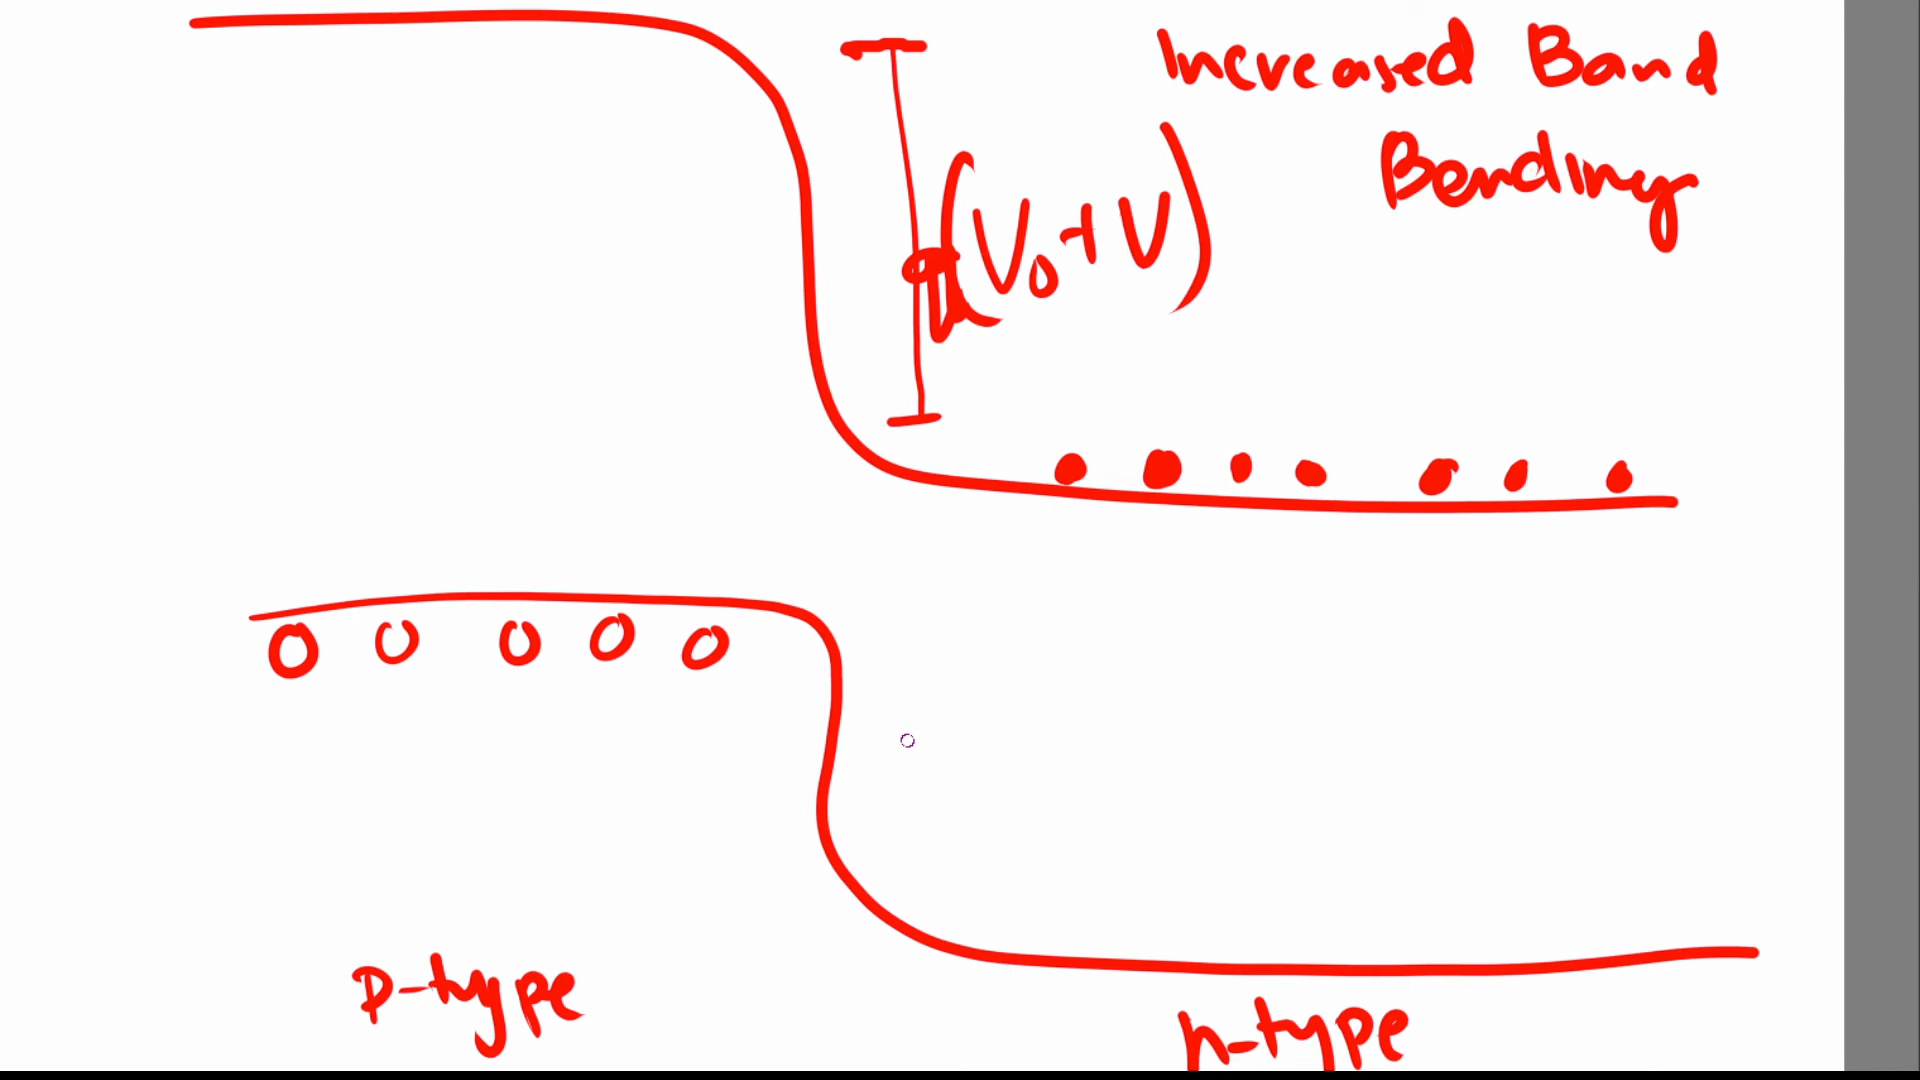 Increased Band
Bending
q(V₀+V)
p-type
n-type